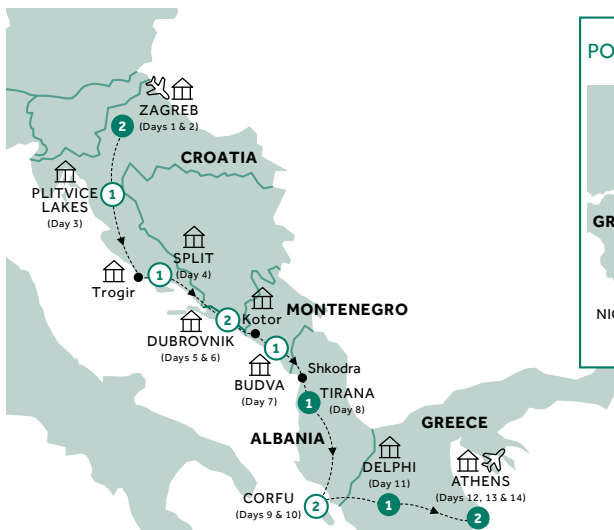 ZAGREB
2
(Days 1 & 2)
CROATIA
PLITVICE
LAKES
1
(Day 3)
SPLIT
(Day 4)
1
Trogir
2
Kotor
MONTENEGRO
DUBROVNIK
(Days 5 & 6)
1
BUDVA
(Day 7)
Shkodra
1
TIRANA
(Day 8)
ALBANIA
GREECE
DELPHI
(Day 11)
1
ATHENS
(Days 12, 13 & 14)
2
CORFU
(Days 9 & 10)
2
PO
GR
NIC